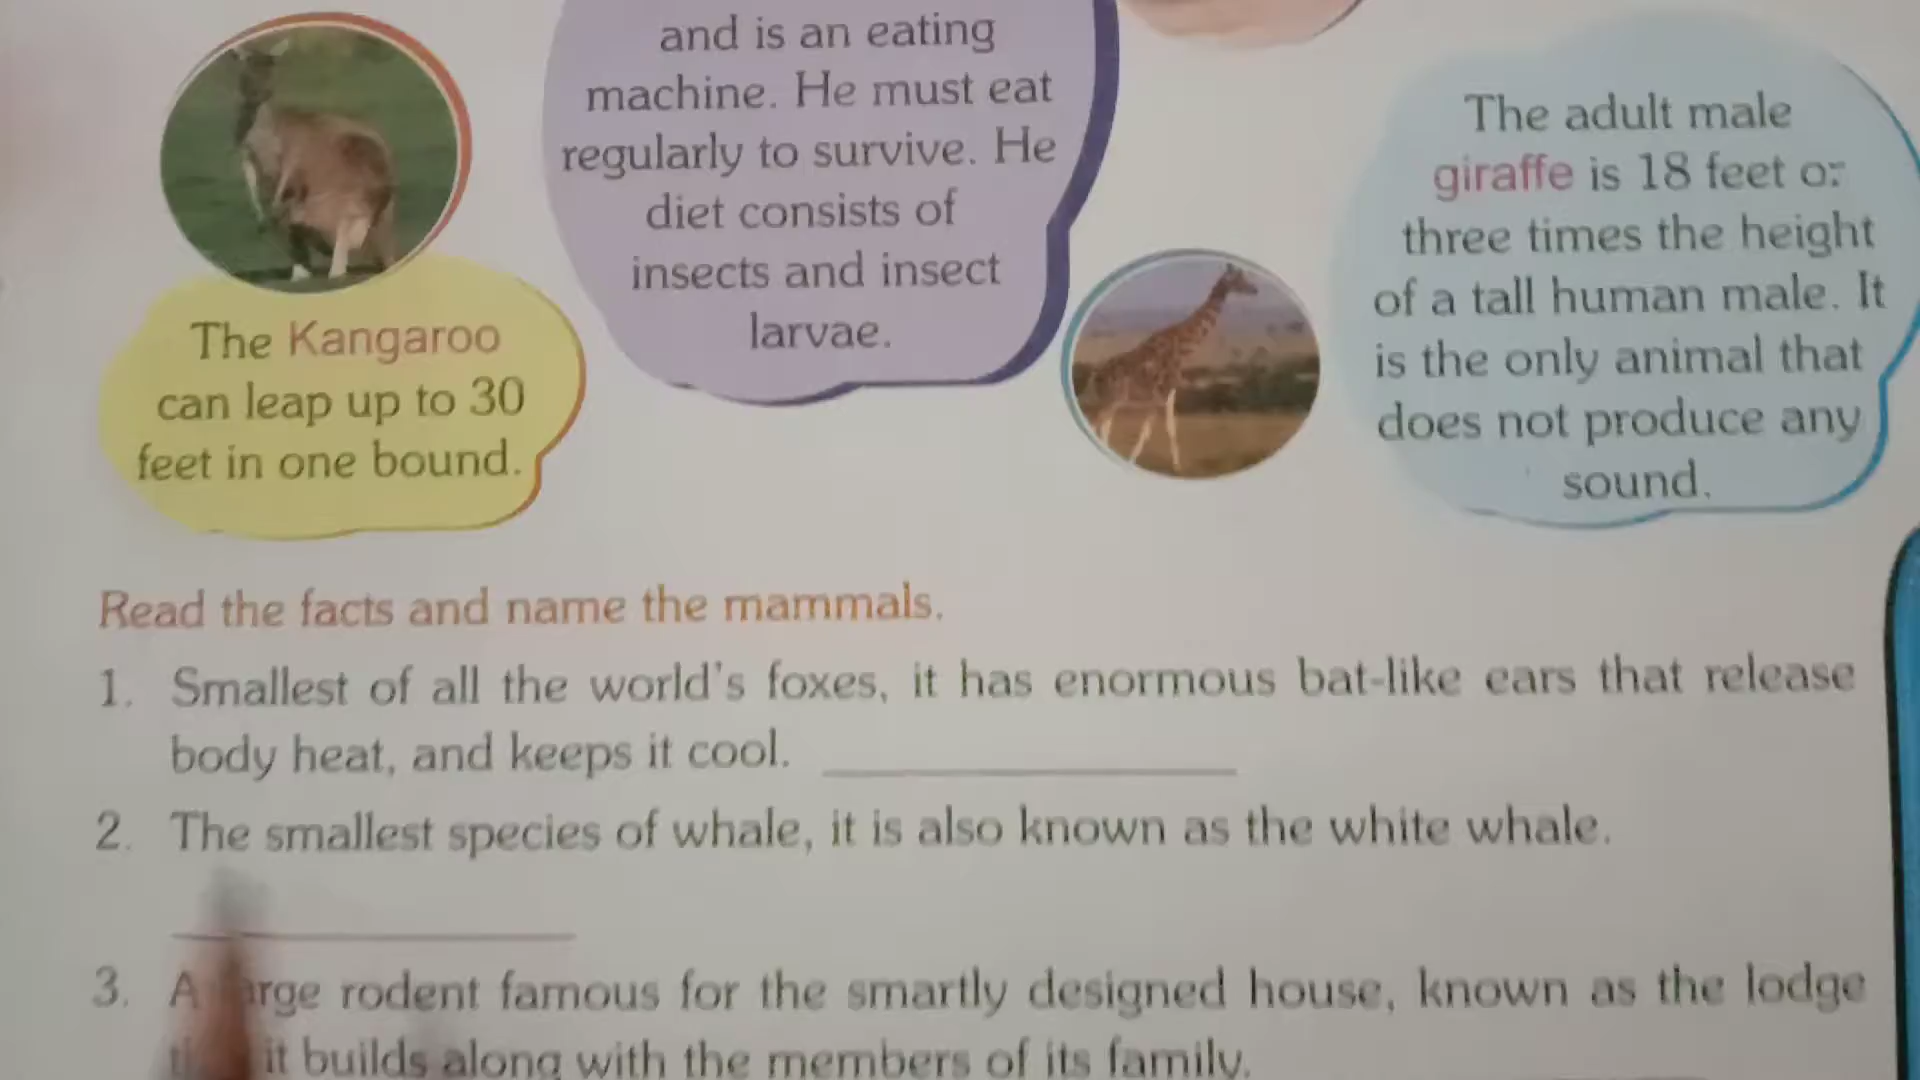 and is an eating
machine. He must eat
regularly to survive. He
diet consists of
insects and insect
larvae.
The Kangaroo
can leap up to 30
feet in one bound.
The adult male
giraffe is 18 feet or
three times the height
of a tall human male. It
is the only animal that
does not produce any
sound.
Read the facts and name the mammals.
1. Smallest of all the world's foxes, it has enormous bat-like ears that release
body heat, and keeps it cool.
2. The smallest species of whale, it is also known as the white whale.
3. A large rodent famous for the smartly designed house, known as the lodge
it builds along with the members of its family.